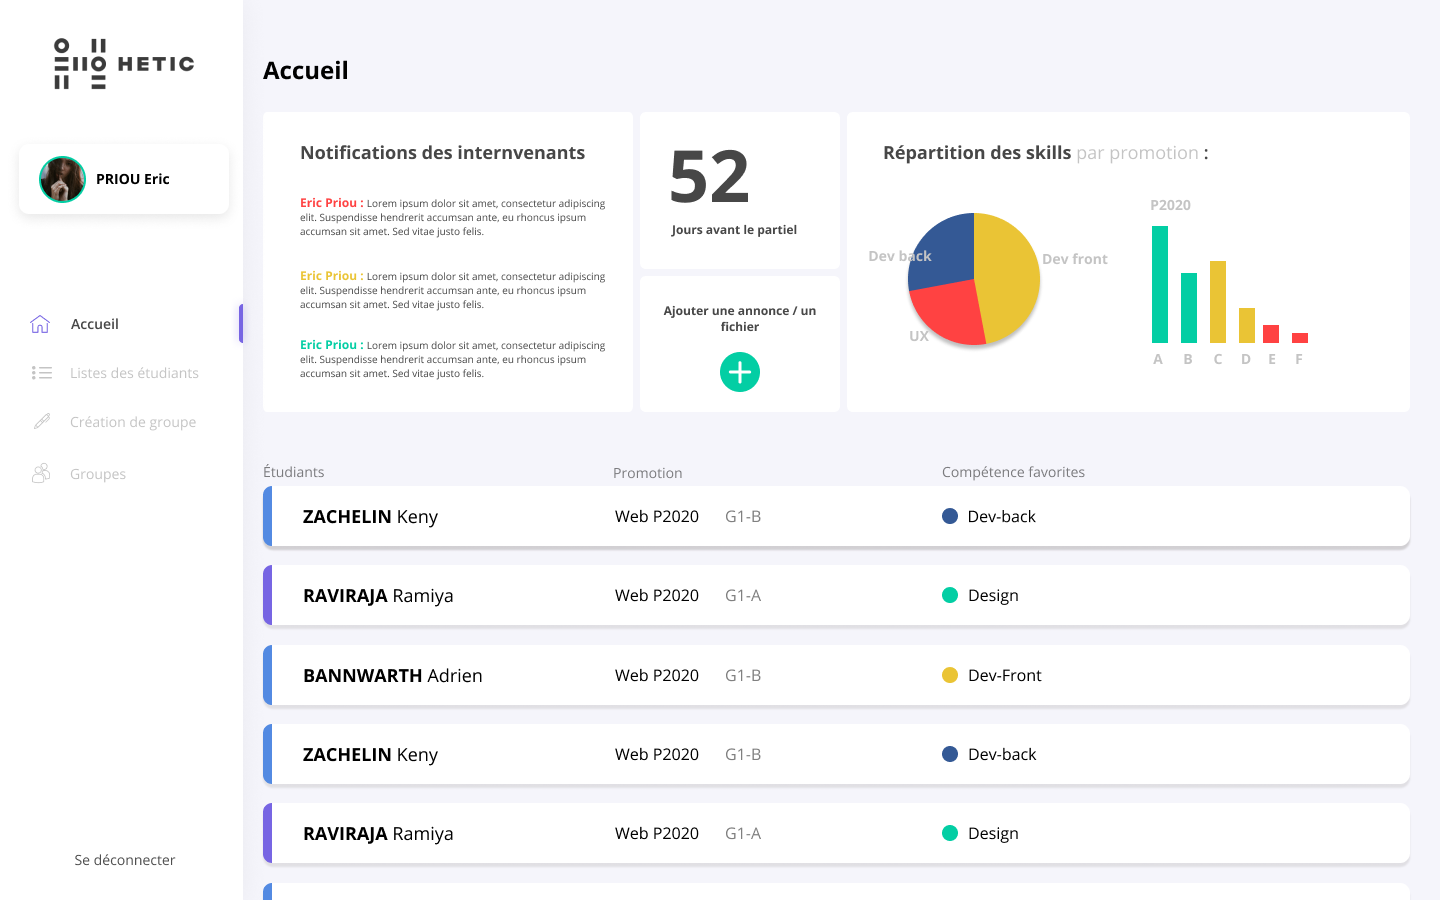 HETIC
PRIOU Eric
Accueil
Listes des étudiants
Création de groupe
Groupes
Se déconnecter
Accueil
Notifications des internvenants
Eric Priou : Lorem ipsum dolor sit amet, consectetur adipiscing
elit. Suspendisse hendrerit accumsan ante, eu rhoncus ipsum
accumsan sit amet. Sed vitae justo felis.
Eric Priou : Lorem ipsum dolor sit amet, consectetur adipiscing
elit. Suspendisse hendrerit accumsan ante, eu rhoncus ipsum
accumsan sit amet. Sed vitae justo felis.
Eric Priou : Lorem ipsum dolor sit amet, consectetur adipiscing
elit. Suspendisse hendrerit accumsan ante, eu rhoncus ipsum
accumsan sit amet. Sed vitae justo felis.
52
Jours avant le partiel
Ajouter une annonce / un
fichier
Répartition des skills par promotion :
Dev back
Dev front
UX
P2020
A B C D E F
Étudiants Promotion Compétence favorites
ZACHELIN Keny Web P2020 G1-B Dev-back
RAVIRAJA Ramiya Web P2020 G1-A Design
BANNWARTH Adrien Web P2020 G1-B Dev-Front
ZACHELIN Keny Web P2020 G1-B Dev-back
RAVIRAJA Ramiya Web P2020 G1-A Design